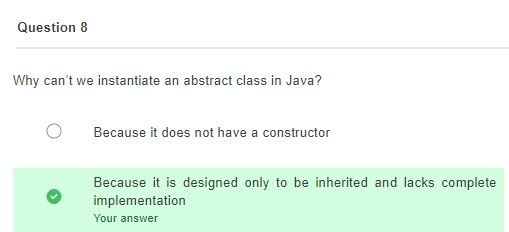 Question 8
Why can't we instantiate an abstract class in Java?
Because it does not have a constructor
Because it is designed only to be inherited and lacks complete
implementation
Your answer